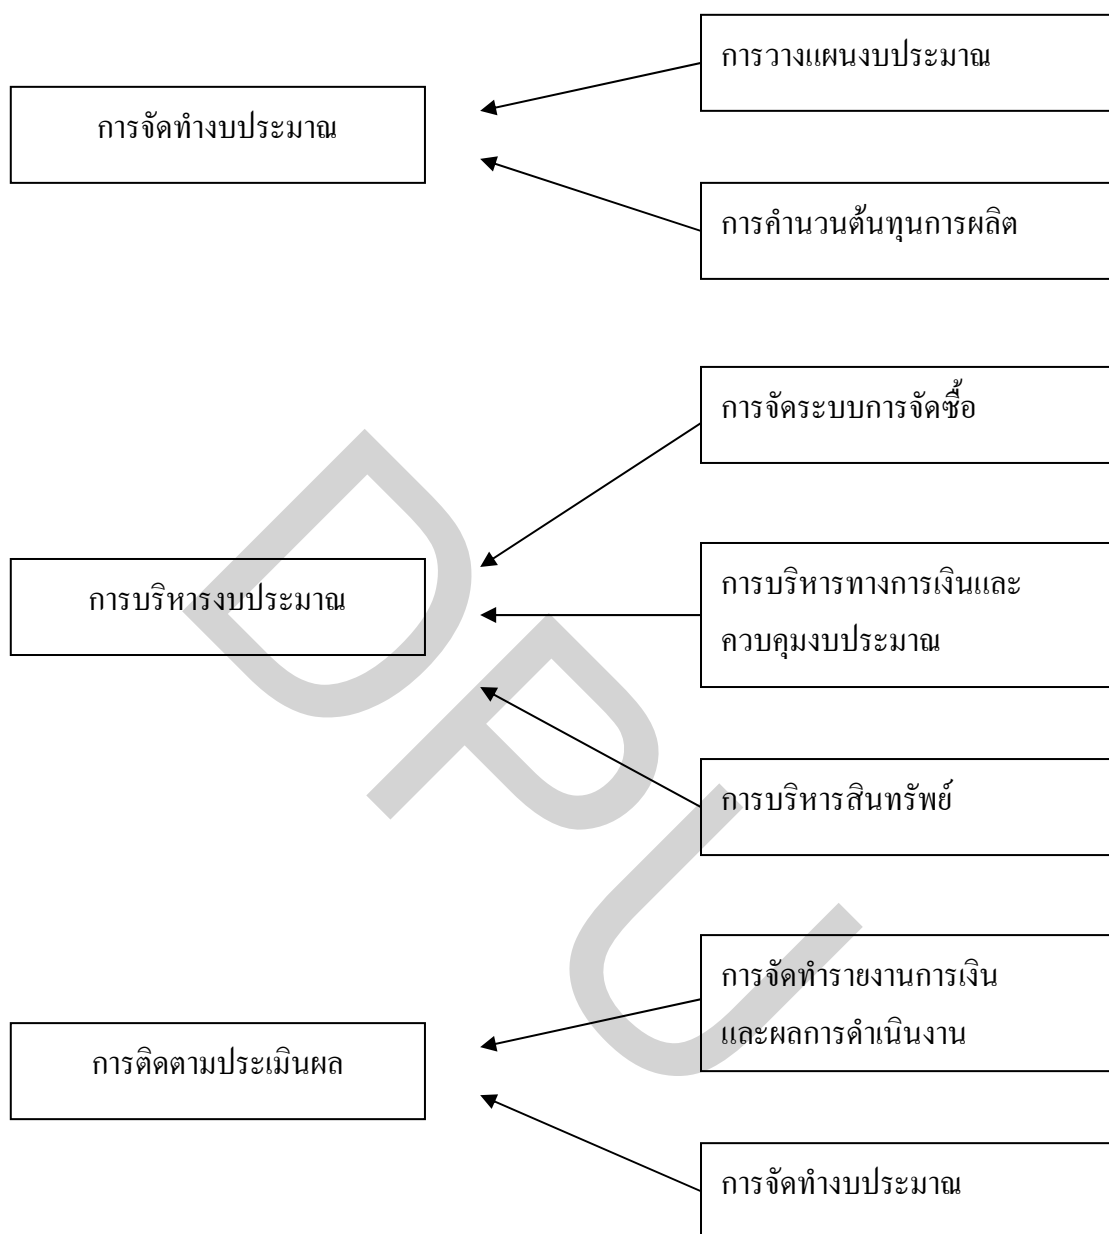 การวางแผนงบประมาณ
การจัดทำงบประมาณ
การคำนวนต้นทุนการผลิต
การจัดระบบการจัดซื้อ
การบริหารงบประมาณ
การบริหารทางการเงินและ
ควบคุมงบประมาณ
การบริหารสินทรัพย์
การจัดทำรายงานการเงิน
และผลการดำเนินงาน
การติดตามประเมินผล
การจัดทำงบประมาณ
DPU